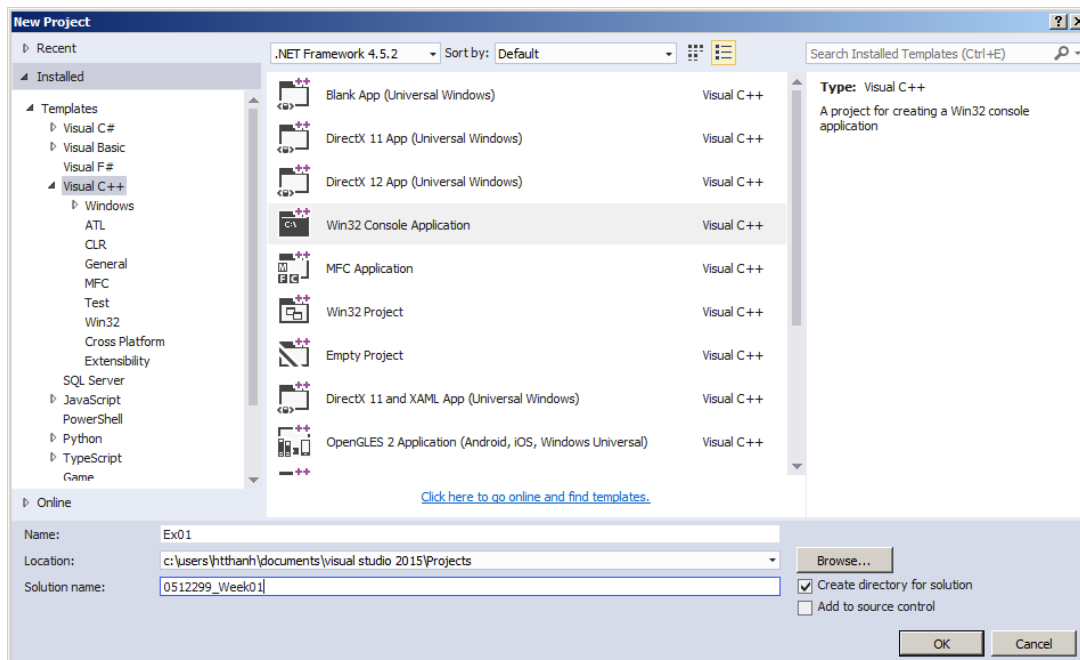 New Project
Recent
Installed
Templates
Visual C#
Visual Basic
Visual F#
Visual C++
Windows
ATL
CLR
General
MFC
Test
Win32
Cross Platform
Extensibility
SQL Server
JavaScript
PowerShell
Python
TypeScript
Game
Online
.NET Framework 4.5.2 Sort by: Default
Blank App (Universal Windows) Visual C++
DirectX 11 App (Universal Windows) Visual C++
DirectX 12 App (Universal Windows) Visual C++
Win32 Console Application Visual C++
MFC Application Visual C++
Win32 Project Visual C++
Empty Project Visual C++
DirectX 11 and XAML App (Universal Windows) Visual C++
OpenGLES 2 Application (Android, iOS, Windows Universal) Visual C++
Click here to go online and find templates.
Search Installed Templates (Ctrl+E)
Type: Visual C++
A project for creating a Win32 console
application
Name: Ex01
Location: c:\users\htthanh\documents\visual studio 2015\Projects
Browse...
Solution name: 0512299_Week01
Create directory for solution
Add to source control
OK Cancel